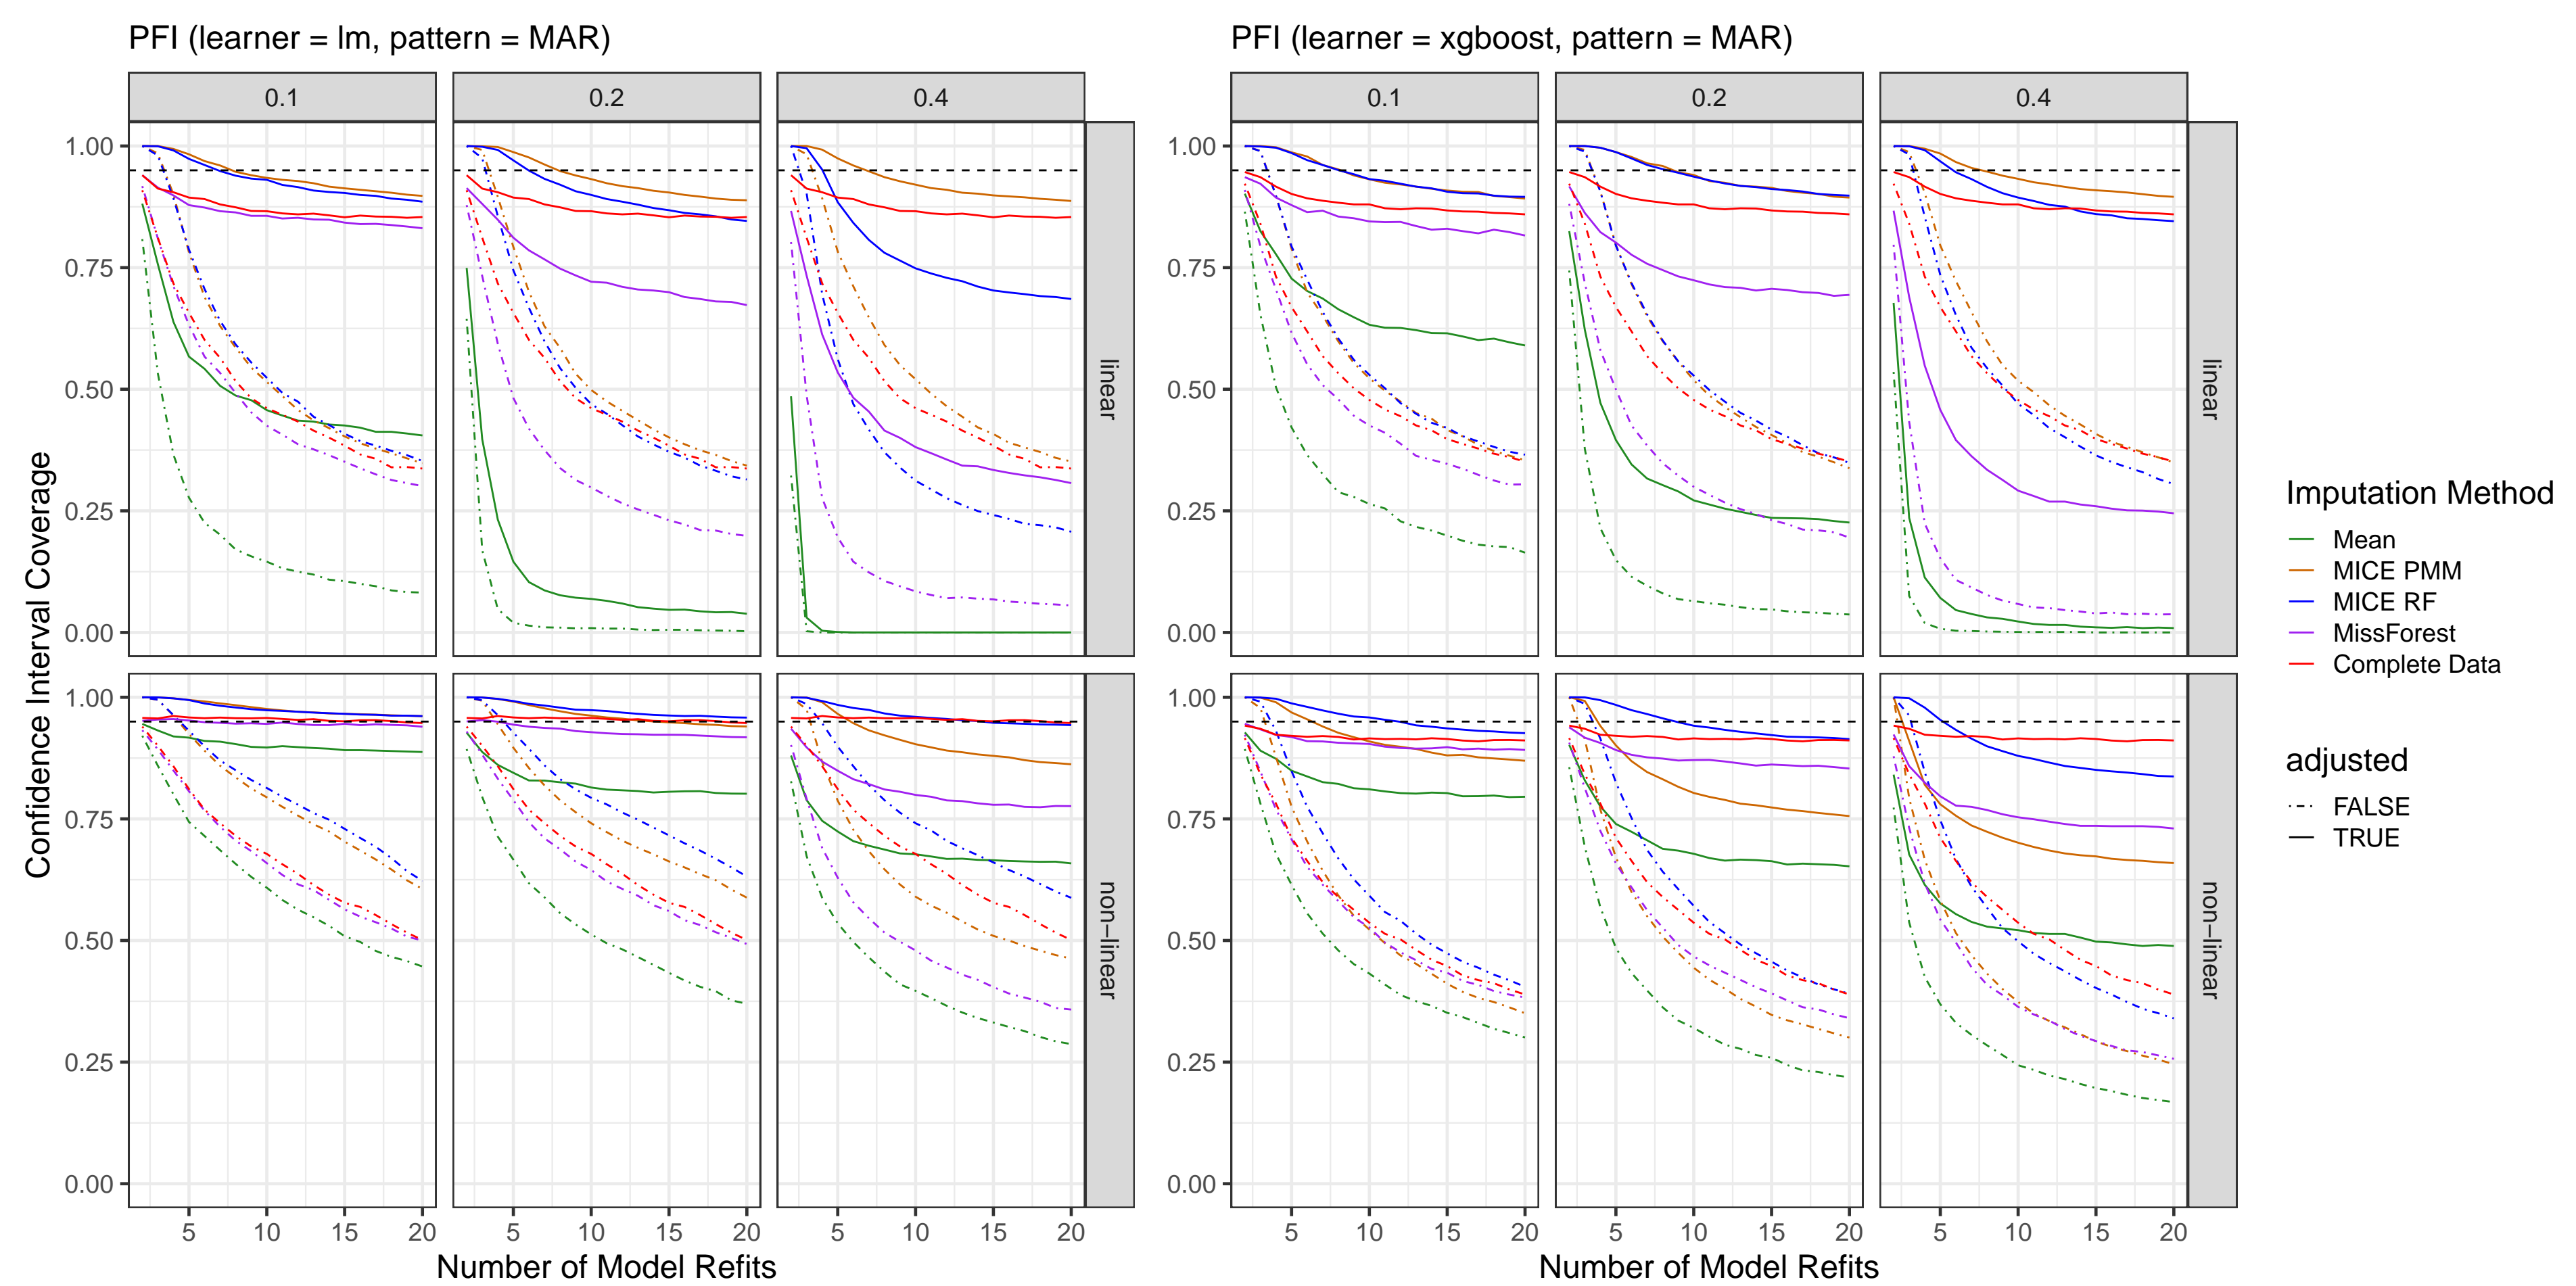 PFI (learner = lm, pattern = MAR)
0.1
0.2
0.4
1.00
0.75
0.50
0.25
0.00
linear
1.00
0.75
0.50
0.25
0.00
non−linear
5
10
15
20
5
10
15
20
5
10
15
20
Number of Model Refits
Confidence Interval Coverage
PFI (learner = xgboost, pattern = MAR)
0.1
0.2
0.4
1.00
0.75
0.50
0.25
0.00
linear
1.00
0.75
0.50
0.25
0.00
non−linear
5
10
15
20
5
10
15
20
5
10
15
20
Number of Model Refits
Imputation Method
Mean
MICE PMM
MICE RF
MissForest
Complete Data
adjusted
FALSE
TRUE